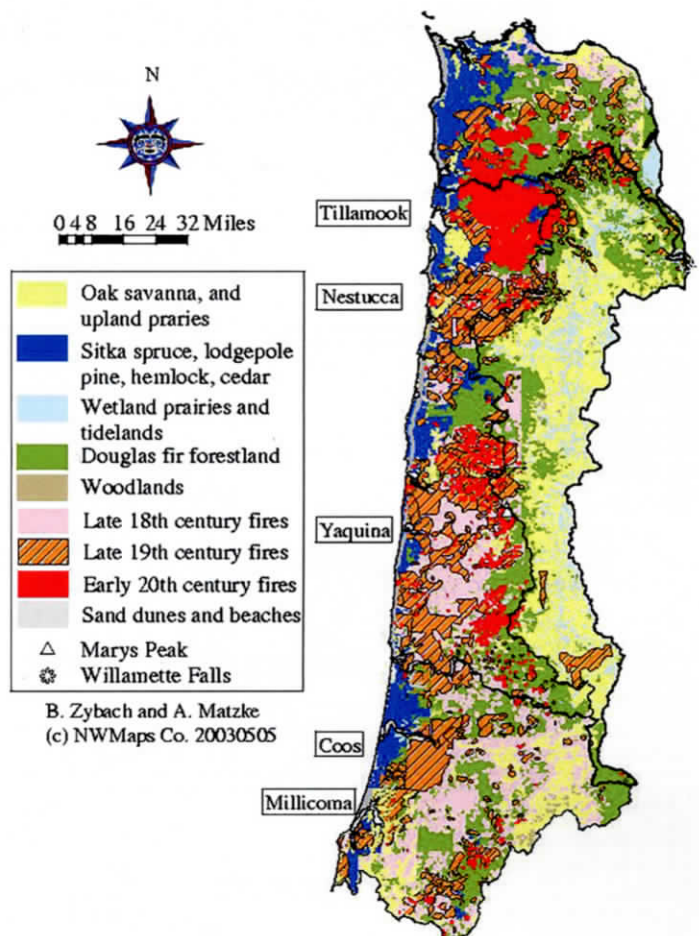 N
0 4 8 16 24 32 Miles
Tillamook
Nestucca
Yaquina
Coos
Millicoma
Oak savanna, and
upland praries
Sitka spruce, lodgepole
pine, hemlock, cedar
Wetland prairies and
tidelands
Douglas fir forestland
Woodlands
Late 18th century fires
Late 19th century fires
Early 20th century fires
Sand dunes and beaches
Marys Peak
Willamette Falls
B. Zybach and A. Matzke
(c) NWMaps Co. 20030505